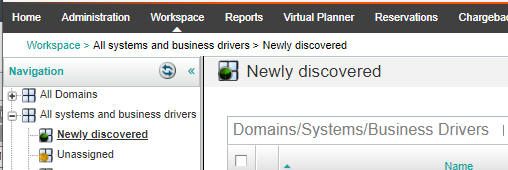 Home Administration Workspace Reports Virtual Planner Reservations Chargeba
Workspace > All systems and business drivers > Newly discovered
Navigation «
Newly discovered
All Domains
All systems and business drivers
Newly discovered
Unassigned
Domains/Systems/Business Drivers
Name